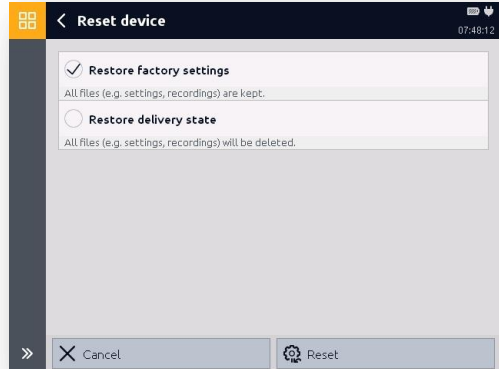 Reset device
07:48:12
Restore factory settings
All files (e.g. settings, recordings) are kept.
Restore delivery state
All files (e.g. settings, recordings) will be deleted.
Cancel
Reset